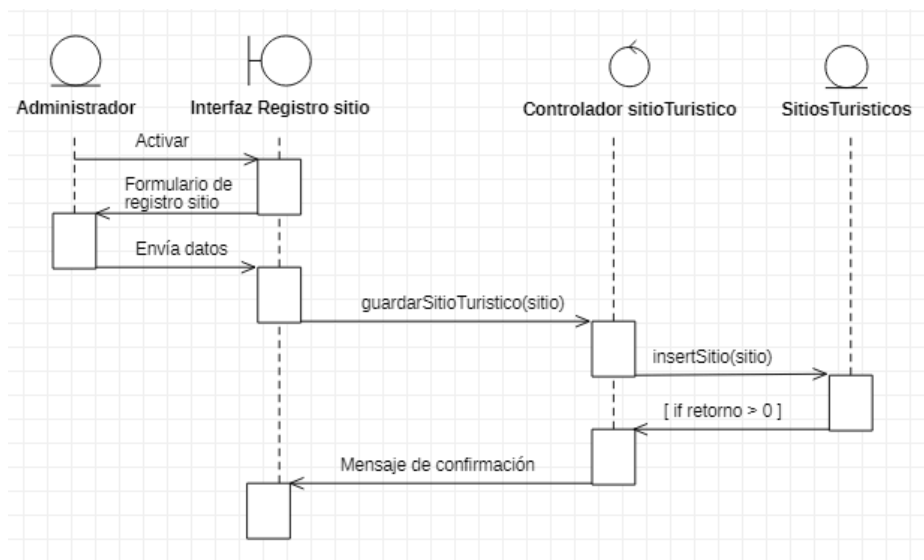 Administrador
Interfaz Registro sitio
Controlador sitioTuristico
SitiosTuristicos
Activar
Formulario de
registro sitio
Envía datos
guardarSitioTuristico(sitio)
insertSitio(sitio)
[ if retorno > 0 ]
Mensaje de confirmación